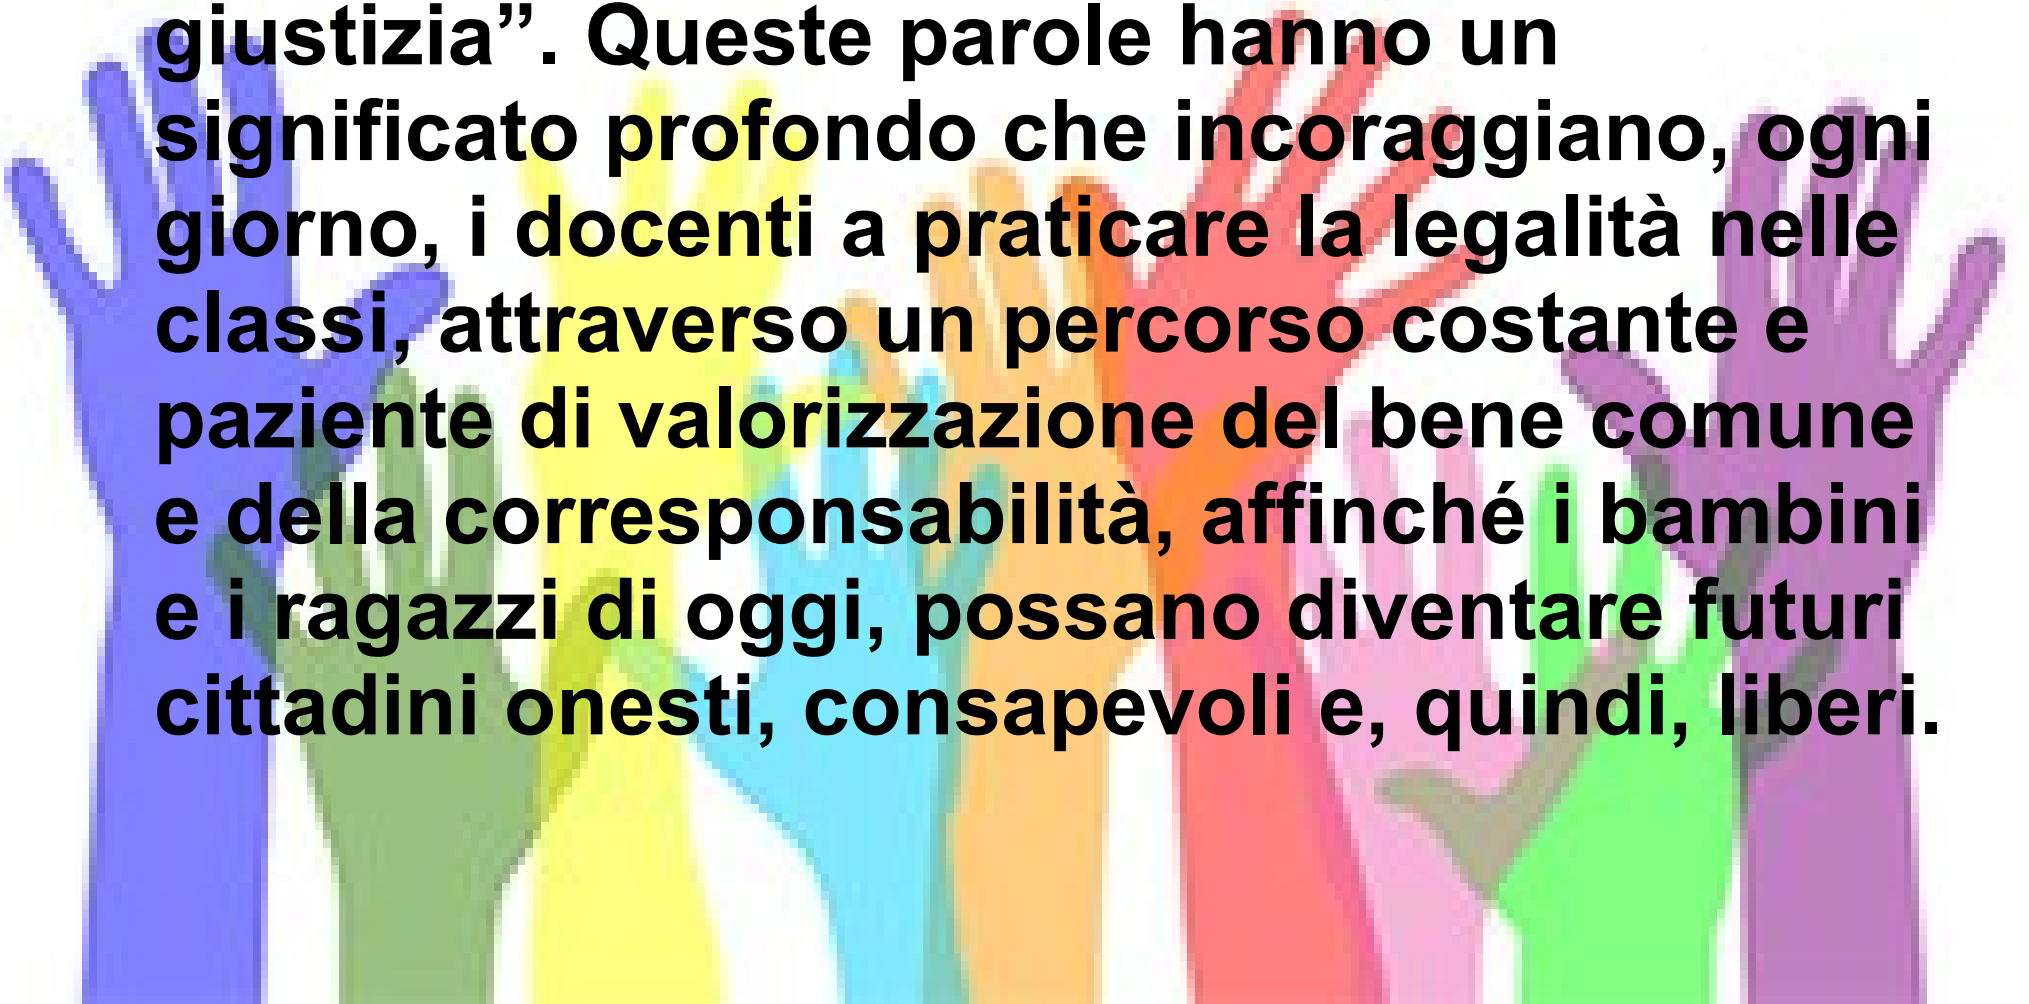 giustizia”. Queste parole hanno un
significato profondo che incoraggiano, ogni
giorno, i docenti a praticare la legalità nelle
classi, attraverso un percorso costante e
paziente di valorizzazione del bene comune
e della corresponsabilità, affinché i bambini
e i ragazzi di oggi, possano diventare futuri
cittadini onesti, consapevoli e, quindi, liberi.